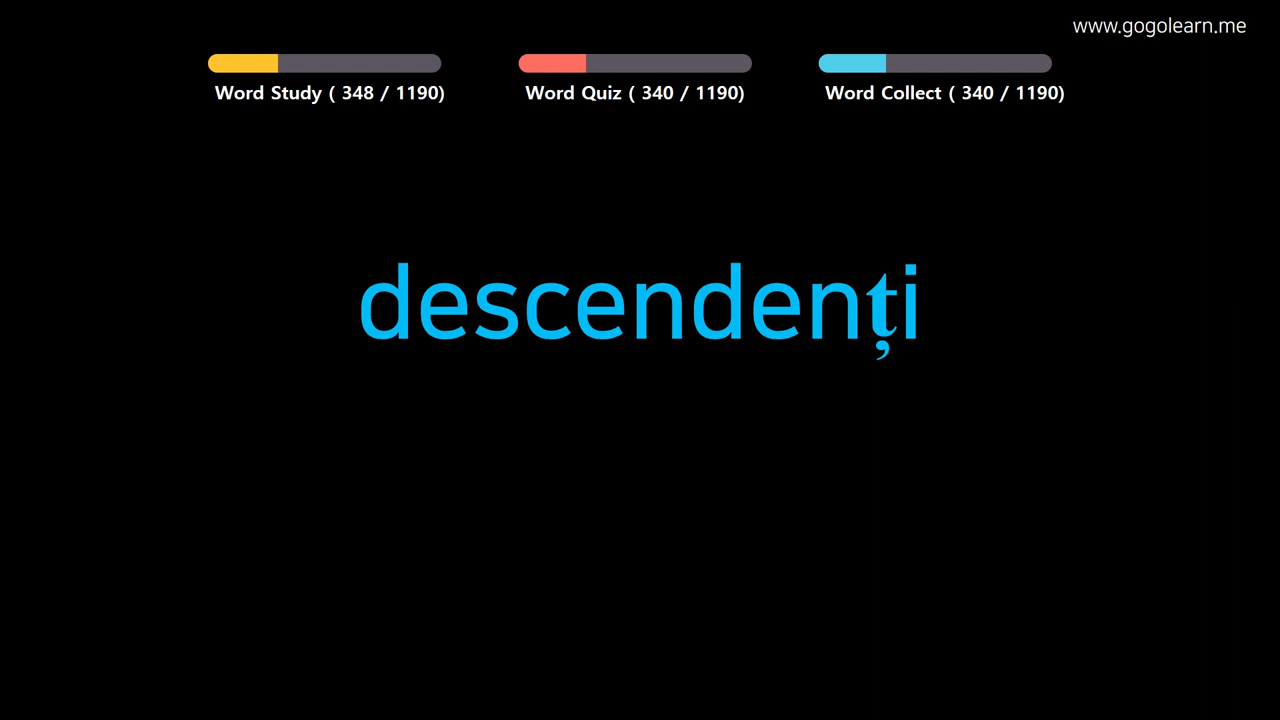 www.gogolearn.me
Word Study ( 348 / 1190)
Word Quiz ( 340 / 1190)
Word Collect ( 340 / 1190)
descendenți